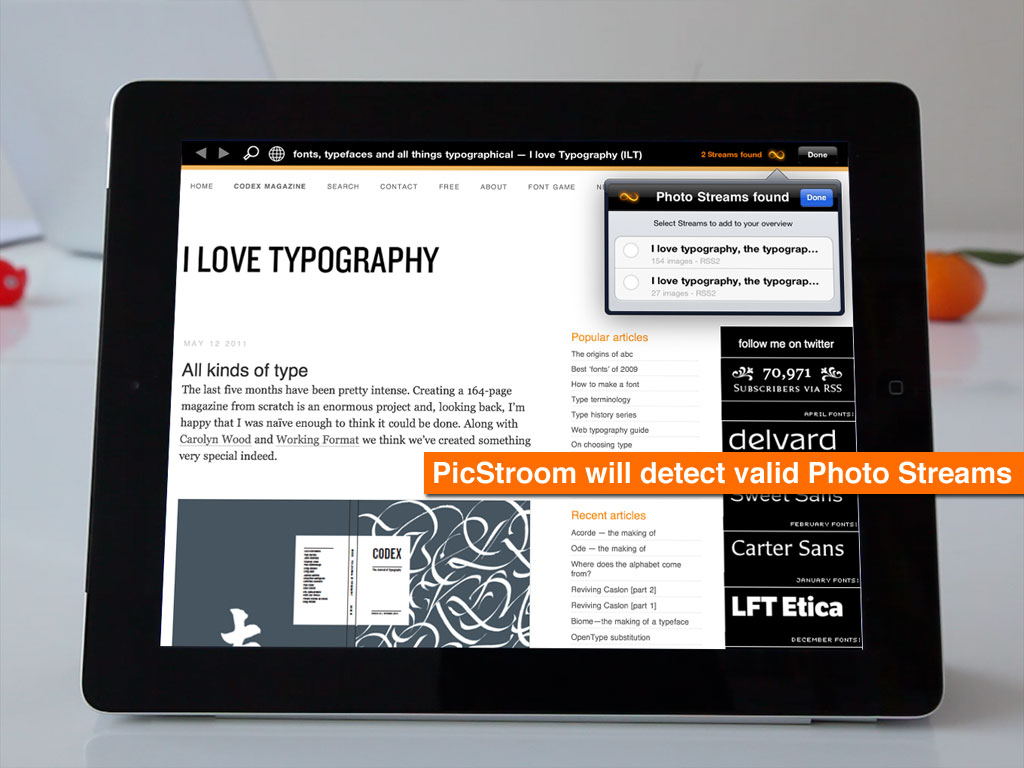 fonts, typefaces and all things typographical — I love Typography (ILT)
2 Streams found
Done
HOME CODEX MAGAZINE SEARCH CONTACT FREE ABOUT FONT GAME
Photo Streams found
Done
Select Streams to add to your overview
I love typography, the typograp...
154 images - RSS2
I love typography, the typograp...
27 images - RSS2
I LOVE TYPOGRAPHY
MAY 12 2011
All kinds of type
The last five months have been pretty intense. Creating a 164-page
magazine from scratch is an enormous project and, looking back, I'm
happy that I was naïve enough to think it could be done. Along with
Carolyn Wood and Working Format we think we've created something
very special indeed.
CODEX
Popular articles
The origins of abc
Best 'fonts' of 2009
How to make a font
Type terminology
Type history series
Web typography guide
On choosing type
Recent articles
Acorde — the making of
Ode — the making of
Where does the alphabet come
from?
Reviving Caslon [part 2]
Reviving Caslon [part 1]
Biome—the making of a typeface
OpenType substitution
follow me on twitter
70,971
SUBSCRIBERS VIA RSS
APRIL FONTS:
delvard
PicStroom will detect valid Photo Streams
Sweet Sans
FEBRUARY FONTS:
Carter Sans
JANUARY FONTS:
LFT Etica
DECEMBER FONTS: